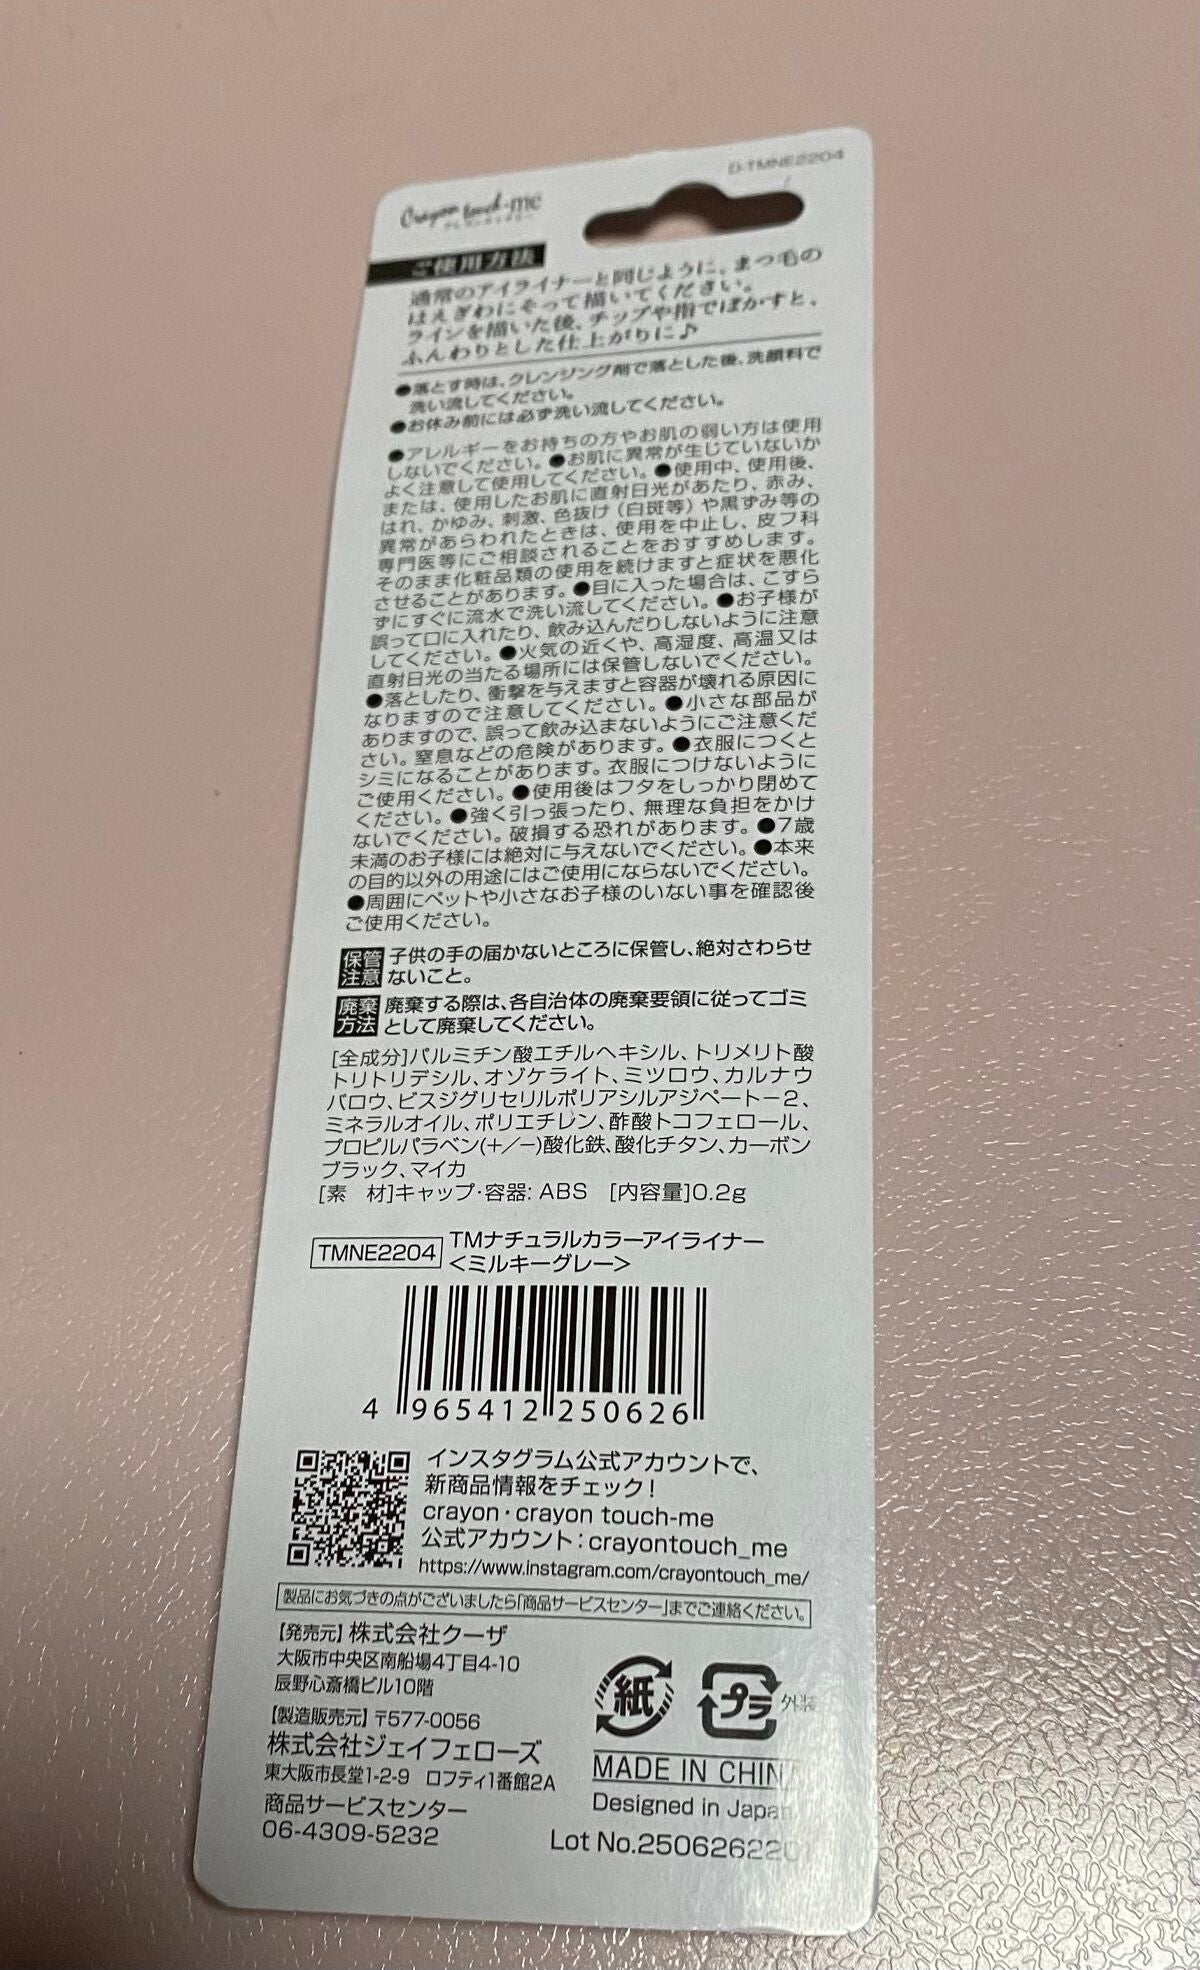 D-TMNE2204
Crayon touch-me
クレヨンタッチミー
ご使用方法
通常のアイライナーと同じように、まつ毛の
はえぎわにそって描いてください。
ラインを描いた後、チップや指でぼかすと、
ふんわりとした仕上がりに♪
●落とす時は、クレンジング剤で落とした後、洗顔料で
洗い流してください。
●お休み前には必ず洗い流してください。
●アレルギーをお持ちの方やお肌の弱い方は使用
しないでください。●お肌に異常が生じていないか
よく注意して使用してください。●使用中、使用後、
または、使用したお肌に直射日光があたり、赤み、
はれ、かゆみ、刺激、色抜け(白斑等)や黒ずみ等の
異常があらわれたときは、使用を中止し、皮フ科
専門医等にご相談されることをおすすめします。
そのまま化粧品類の使用を続けますと症状を悪化
させることがあります。●目に入った場合は、こすら
ずにすぐに流水で洗い流してください。●お子様が
誤って口に入れたり、飲み込んだりしないように注意
してください。●火気の近くや、高湿度、高温又は
直射日光の当たる場所には保管しないでください。
●落としたり、衝撃を与えますと容器が壊れる原因に
なりますので注意してください。●小さな部品が
ありますので、誤って飲み込まないようにご注意くだ
さい。窒息などの危険があります。●衣服につくと
シミになることがあります。衣服につけないように
ご使用ください。●使用後はフタをしっかり閉めて
ください。●強く引っ張ったり、無理な負担をかけ
ないでください。破損する恐れがあります。●7歳
未満のお子様には絶対に与えないでください。●本来
の目的以外の用途にはご使用にならないでください。
●周囲にペットや小さなお子様のいない事を確認後
ご使用ください。
保管注意 子供の手の届かないところに保管し、絶対さわらせ
ないこと。
廃棄方法 廃棄する際は、各自治体の廃棄要領に従ってゴミ
として廃棄してください。
[全成分]パルミチン酸エチルヘキシル、トリメリト酸
トリトリデシル、オゾケライト、ミツロウ、カルナウ
バロウ、ビスジグリセリルポリアシルアジペート-2、
ミネラルオイル、ポリエチレン、酢酸トコフェロール、
プロピルパラベン(+/-)酸化鉄、酸化チタン、カーボン
ブラック、マイカ
[素 材]キャップ・容器: ABS [内容量]0.2g
TMNE2204 TMナチュラルカラーアイライナー
<ミルキーグレー>
4 965412 250626
インスタグラム公式アカウントで、
新商品情報をチェック!
crayon・crayon touch-me
公式アカウント:crayontouch_me
https://www.instagram.com/crayontouch_me/
製品にお気づきの点がございましたら「商品サービスセンター」までご連絡ください。
【発売元】株式会社クーザ
大阪市中央区南船場4丁目4-10
辰野心斎橋ビル10階
【製造販売元】〒577-0056
株式会社ジェイフェローズ
東大阪市長堂1-2-9 ロフティ1番館2A
商品サービスセンター
06-4309-5232
紙
プラ 外装
MADE IN CHINA
Designed in Japan
Lot No.2506262201